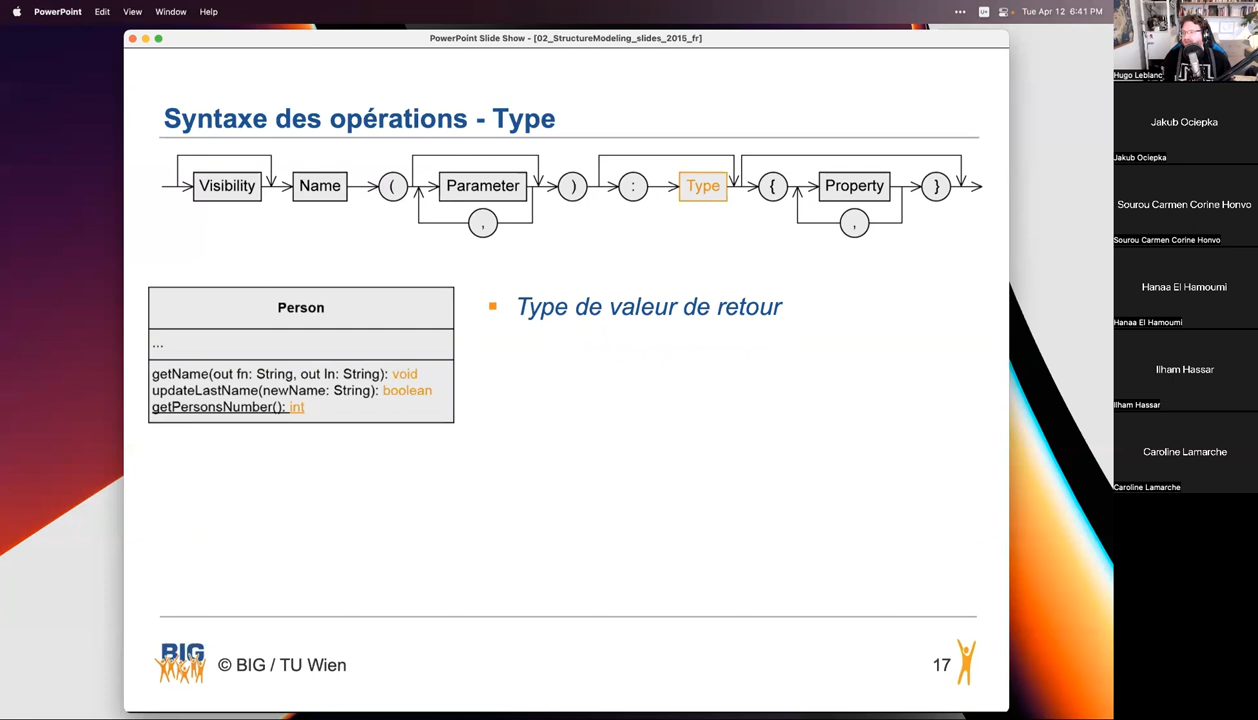 PowerPoint Edit View Window Help
Tue Apr 12 6:41 PM
PowerPoint Slide Show - [02_StructureModeling_slides_2015_fr]
Syntaxe des opérations - Type
Visibility Name ( Parameter ) : Type { Property }
, ,
Person
...
getName(out fn: String, out ln: String): void
updateLastName(newName: String): boolean
getPersonsNumber(): int
Type de valeur de retour
BIG
© BIG / TU Wien
17
Hugo Leblanc
Jakub Ociepka
Jakub Ociepka
Sourou Carmen Corine Honvo
Sourou Carmen Corine Honvo
Hanaa El Hamoumi
Hanaa El Hamoumi
Ilham Hassar
Ilham Hassar
Caroline Lamarche
Caroline Lamarche